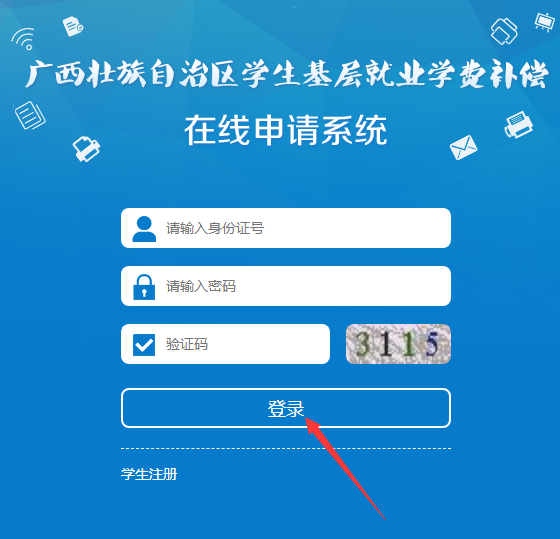 广西壮族自治区学生基层就业学费补偿
在线申请系统
请输入身份证号
请输入密码
验证码
3115
登录
学生注册